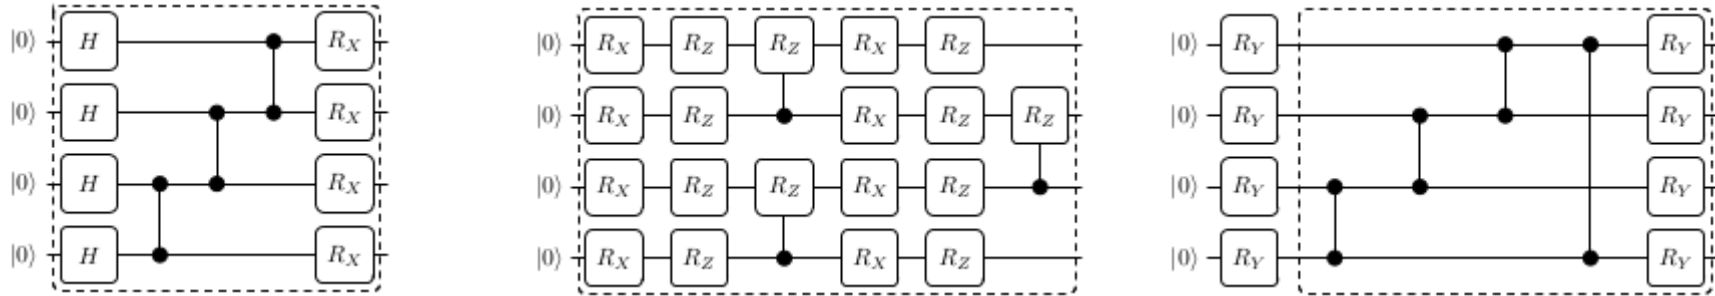 |0⟩ H R_X |0⟩ R_X R_Z R_Z R_X R_Z |0⟩ R_Y R_Y
|0⟩ H R_X |0⟩ R_X R_Z R_X R_Z R_Z |0⟩ R_Y R_Y
|0⟩ H R_X |0⟩ R_X R_Z R_Z R_X R_Z |0⟩ R_Y R_Y
|0⟩ H R_X |0⟩ R_X R_Z R_X R_Z |0⟩ R_Y R_Y